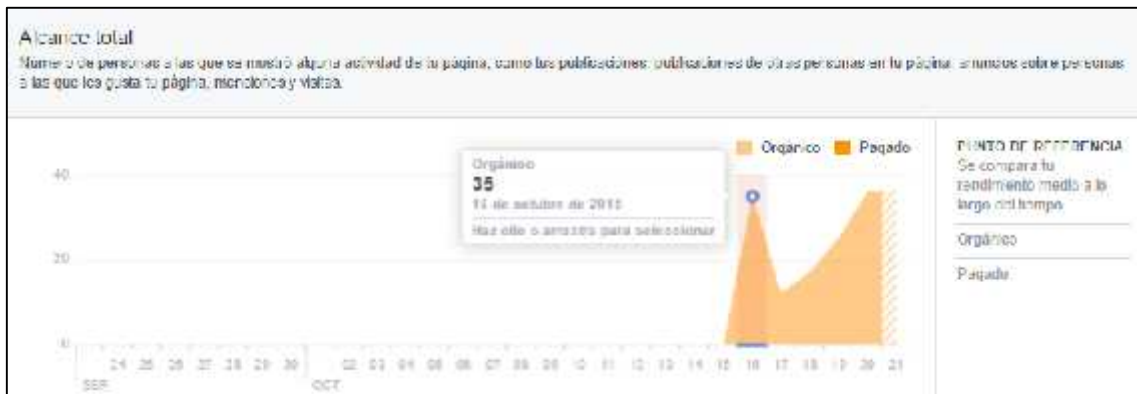 Alcance total
Número de personas a las que se mostró alguna actividad de tu página, como tus publicaciones, publicaciones de otras personas en tu página, anuncios sobre personas
a las que les gusta tu página, menciones y visitas.
Orgánico Pagado
Orgánico
35
16 de octubre de
Haz clic o arrastra para seleccionar
40
20
0
24 25 26 27 28 29 30 02 03 04 05 06 07 08 09 10 11 12 13 14 15 16 17 18 19 20 21
SEP OCT
PUNTO DE REFERENCIA
Se compara tu
rendimiento medio a lo
largo del tiempo
Orgánico
Pagado